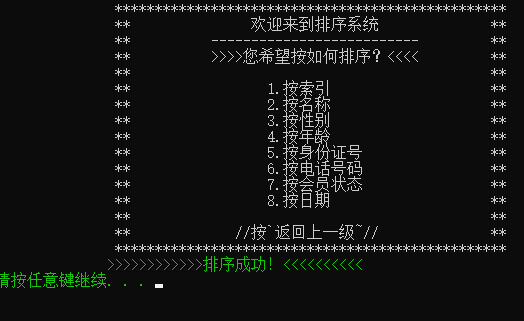 *************************************************
** 欢迎来到排序系统 **
** -------------------------- **
** >>>>您希望按如何排序？<<<< **
** **
** 1.按索引 **
** 2.按名称 **
** 3.按性别 **
** 4.按年龄 **
** 5.按身份证号 **
** 6.按电话号码 **
** 7.按会员状态 **
** 8.按日期 **
** **
** //按`返回上一级~// **
*************************************************
>>>>>>>>>>>>排序成功! <<<<<<<<<<
请按任意键继续. . .